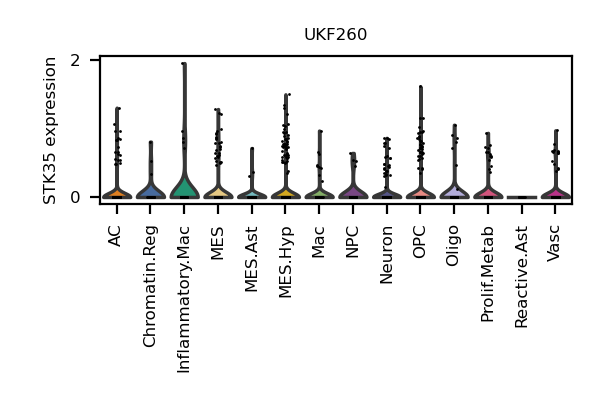 UKF260
STK35 expression
2
0
AC
Chromatin.Reg
Inflammatory.Mac
MES
MES.Ast
MES.Hyp
Mac
NPC
Neuron
OPC
Oligo
Prolif.Metab
Reactive.Ast
Vasc